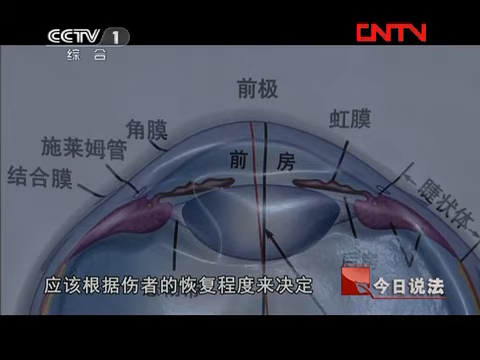 CCTV 1
综合
CNTV
前极
角膜
虹膜
施莱姆管
前房
结合膜
睫状体
应该根据伤者的恢复程度来决定
今日说法